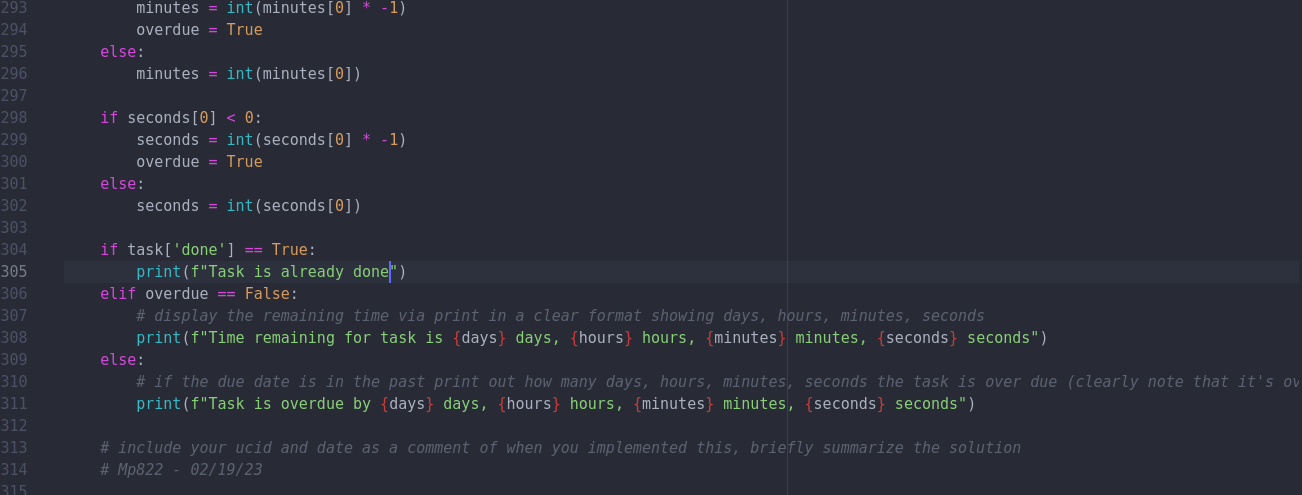 293             minutes = int(minutes[0] * -1)
294             overdue = True
295         else:
296             minutes = int(minutes[0])
297
298         if seconds[0] < 0:
299             seconds = int(seconds[0] * -1)
300             overdue = True
301         else:
302             seconds = int(seconds[0])
303
304         if task['done'] == True:
305             print(f"Task is already done")
306         elif overdue == False:
307             # display the remaining time via print in a clear format showing days, hours, minutes, seconds
308             print(f"Time remaining for task is {days} days, {hours} hours, {minutes} minutes, {seconds} seconds")
309         else:
310             # if the due date is in the past print out how many days, hours, minutes, seconds the task is over due (clearly note that it's ov
311             print(f"Task is overdue by {days} days, {hours} hours, {minutes} minutes, {seconds} seconds")
312
313         # include your ucid and date as a comment of when you implemented this, briefly summarize the solution
314         # Mp822 - 02/19/23
315